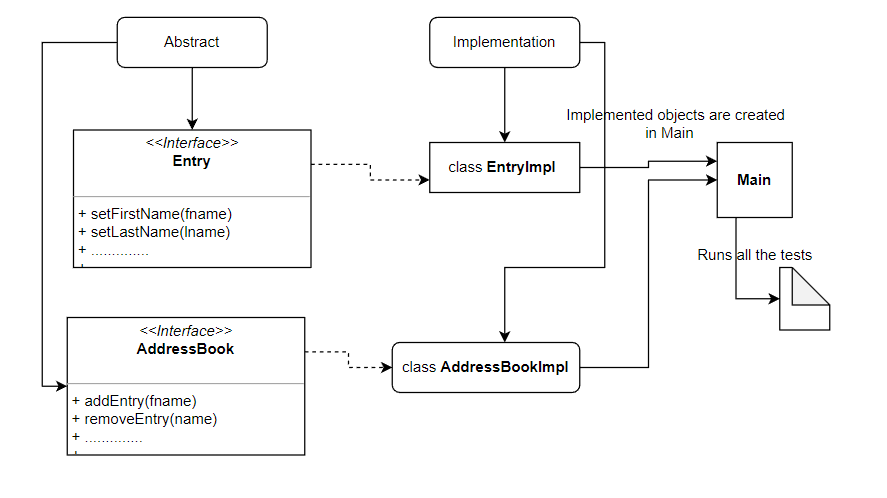 Abstract
Implementation
Implemented objects are created
in Main
<<Interface>>
Entry
class EntryImpl
Main
+ setFirstName(fname)
+ setLastName(lname)
+ ..............
Runs all the tests
<<Interface>>
AddressBook
class AddressBookImpl
+ addEntry(fname)
+ removeEntry(name)
+ ..............